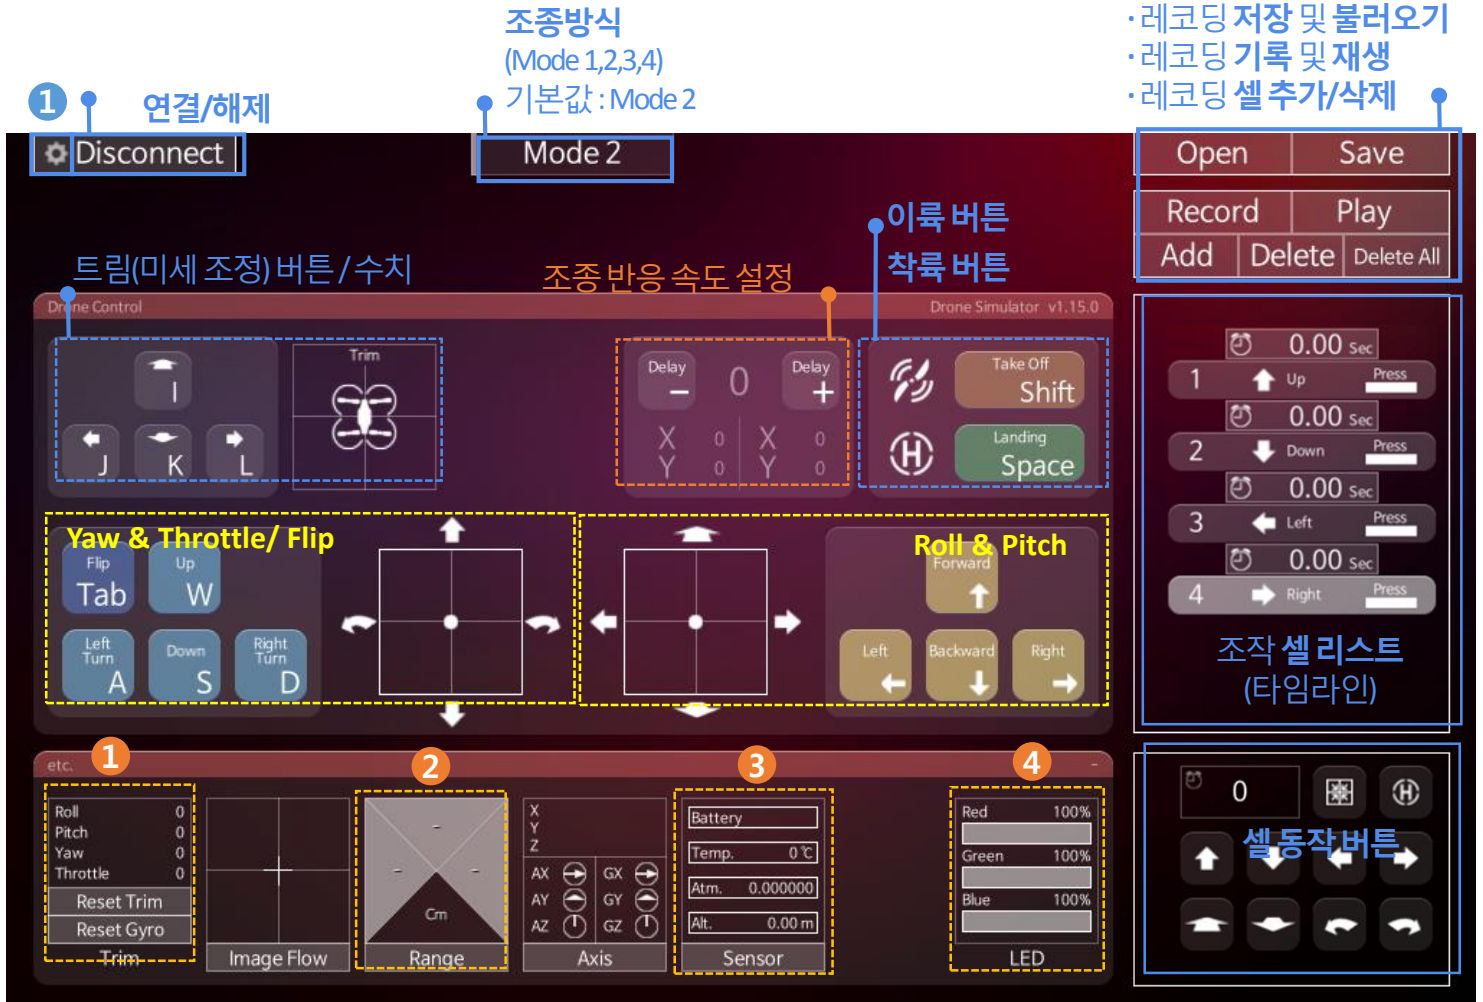 조종방식
(Mode 1,2,3,4)
기본값 : Mode 2
·레코딩 저장 및 불러오기
·레코딩 기록 및 재생
·레코딩 셀 추가/삭제
1
연결/해제
Disconnect
Mode 2
Open
Save
Record
Play
Add
Delete
Delete All
이륙 버튼
착륙 버튼
트림(미세 조정) 버튼 / 수치
조종 반응 속도 설정
Drone Control
Drone Simulator v1.15.0
I
J
K
L
Trim
Delay
−
0
Delay
+
X 0
Y 0
X 0
Y 0
Take Off
Shift
H
Landing
Space
Yaw & Throttle/ Flip
Flip
Tab
Up
W
Left
Turn
A
Down
S
Right
Turn
D
Roll & Pitch
Forward
Left
Backward
Right
0.00 Sec
1 Up Press
0.00 Sec
2 Down Press
0.00 Sec
3 Left Press
0.00 Sec
4 Right Press
조작 셀 리스트
(타임라인)
etc.
−
1
Roll 0
Pitch 0
Yaw 0
Throttle 0
Reset Trim
Reset Gyro
Trim
Image Flow
2
−
− −
Cm
Range
X
Y
Z
AX GX
AY GY
AZ GZ
Axis
3
Battery
Temp. 0 ℃
Atm. 0.000000
Alt. 0.00 m
Sensor
4
Red 100%
Green 100%
Blue 100%
LED
0
H
셀 동작 버튼